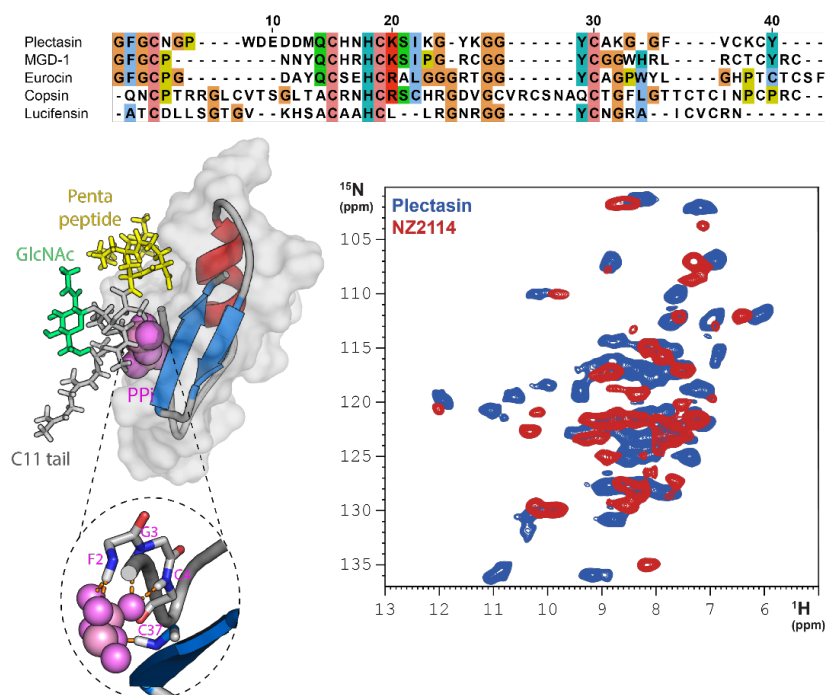 10 20 30 40
Plectasin GFGCNGP----WDEDDMQCHNHCKSIKG-YKGG------YCAKG-GF----VCKCY----
MGD-1 GFGCP---------NNYQCHNHCKSIPG-RCGG------YCGGWHRL----RCTCYRC--
Eurocin GFGCPG--------DAYQCSEHCRALGGGRTGG------YCAGPWYL----GHPTCTCSF
Copsin -QNCPTRRGLCVTSGLTACRNHCRSCHRGDVGCVRCSNAQCTGFLGTTCTCINPCPRC--
Lucifensin -ATCDLLSGTGV--KHSACAAHCL--LRGNRGG------YCNGRA--ICVCRN-------
Penta
peptide
GlcNAc
PPi
C11 tail
G3
F2
C4
C37
15N
(ppm)
Plectasin
NZ2114
105
110
115
120
125
130
135
13 12 11 10 9 8 7 6
1H
(ppm)